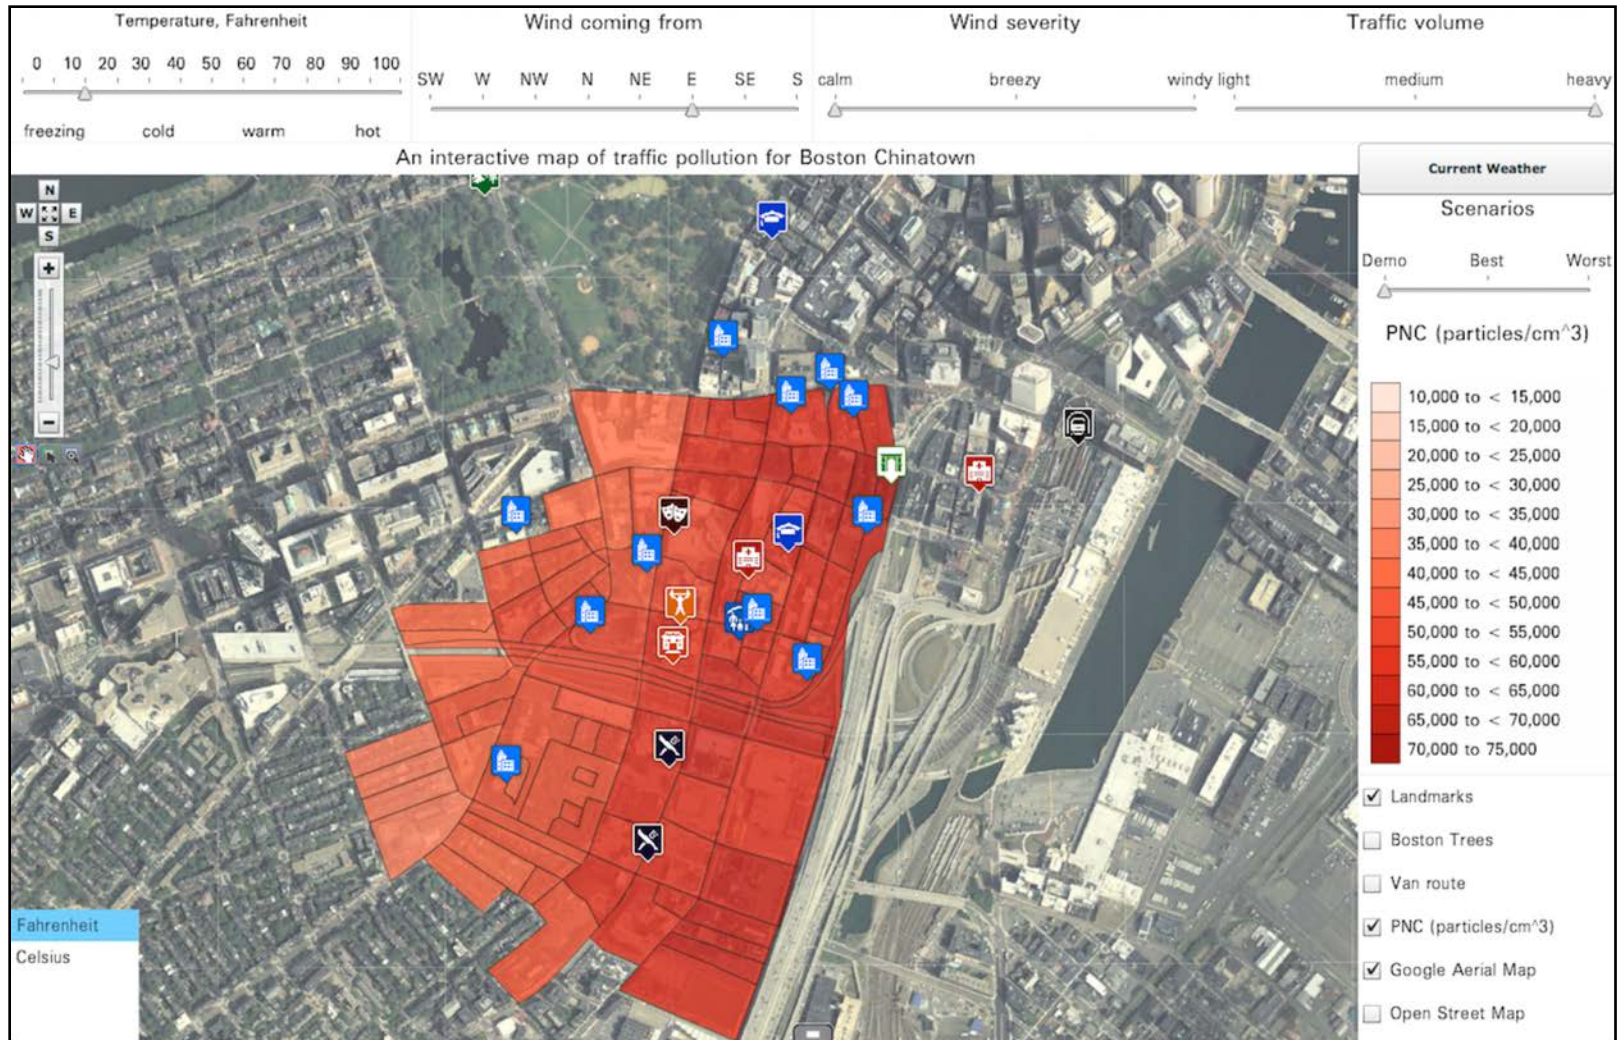 Temperature, Fahrenheit
0 10 20 30 40 50 60 70 80 90 100
freezing cold warm hot
Wind coming from
SW W NW N NE E SE S
Wind severity
calm breezy windy
Traffic volume
light medium heavy
An interactive map of traffic pollution for Boston Chinatown
N
W E
S
+
−
Fahrenheit
Celsius
Current Weather
Scenarios
Demo Best Worst
PNC (particles/cm^3)
10,000 to < 15,000
15,000 to < 20,000
20,000 to < 25,000
25,000 to < 30,000
30,000 to < 35,000
35,000 to < 40,000
40,000 to < 45,000
45,000 to < 50,000
50,000 to < 55,000
55,000 to < 60,000
60,000 to < 65,000
65,000 to < 70,000
70,000 to 75,000
Landmarks
Boston Trees
Van route
PNC (particles/cm^3)
Google Aerial Map
Open Street Map